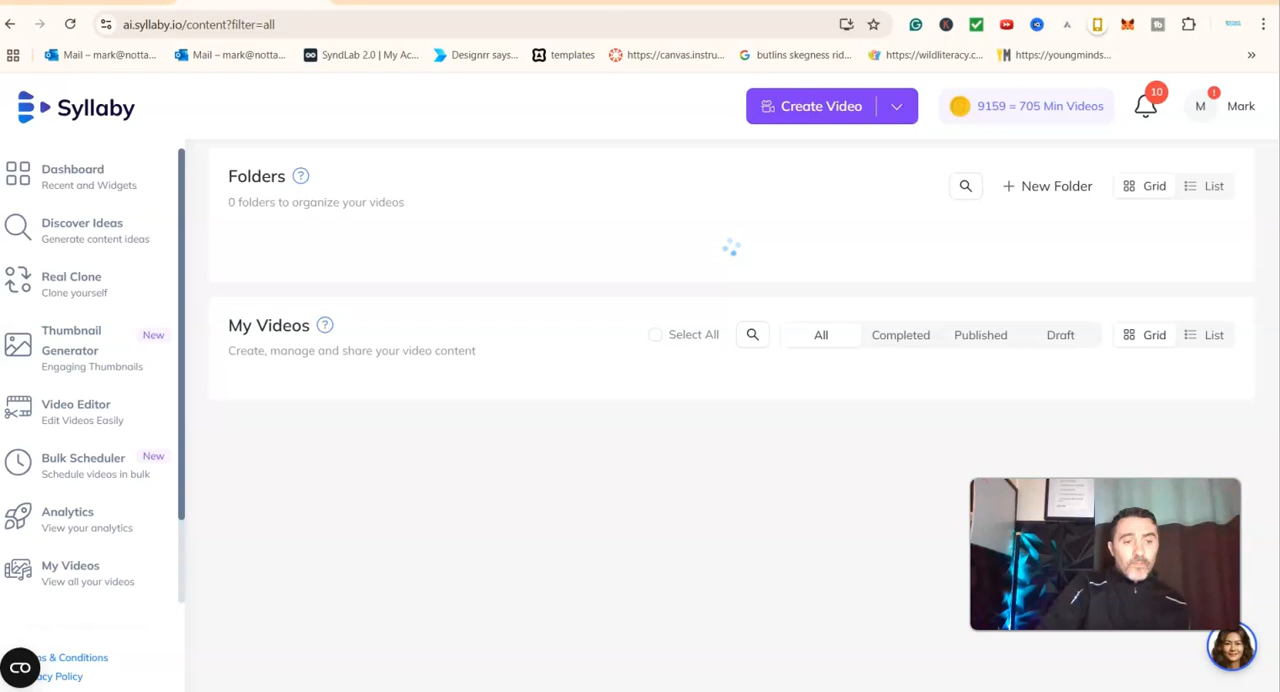 ai.syllaby.io/content?filter=all
Mail – mark@notta...
Mail – mark@notta...
SyndLab 2.0 | My Ac...
Designrr says...
templates
https://canvas.instru...
butlins skegness rid...
https://wildliteracy.c...
https://youngminds...
»
Syllaby
Create Video
9159 = 705 Min Videos
10
M
!
Mark
Dashboard
Recent and Widgets
Discover Ideas
Generate content ideas
Real Clone
Clone yourself
Thumbnail
Generator
New
Engaging Thumbnails
Video Editor
Edit Videos Easily
Bulk Scheduler
New
Schedule videos in bulk
Analytics
View your analytics
My Videos
View all your videos
s & Conditions
acy Policy
Folders ?
0 folders to organize your videos
+ New Folder
Grid
List
My Videos ?
Create, manage and share your video content
Select All
All
Completed
Published
Draft
Grid
List